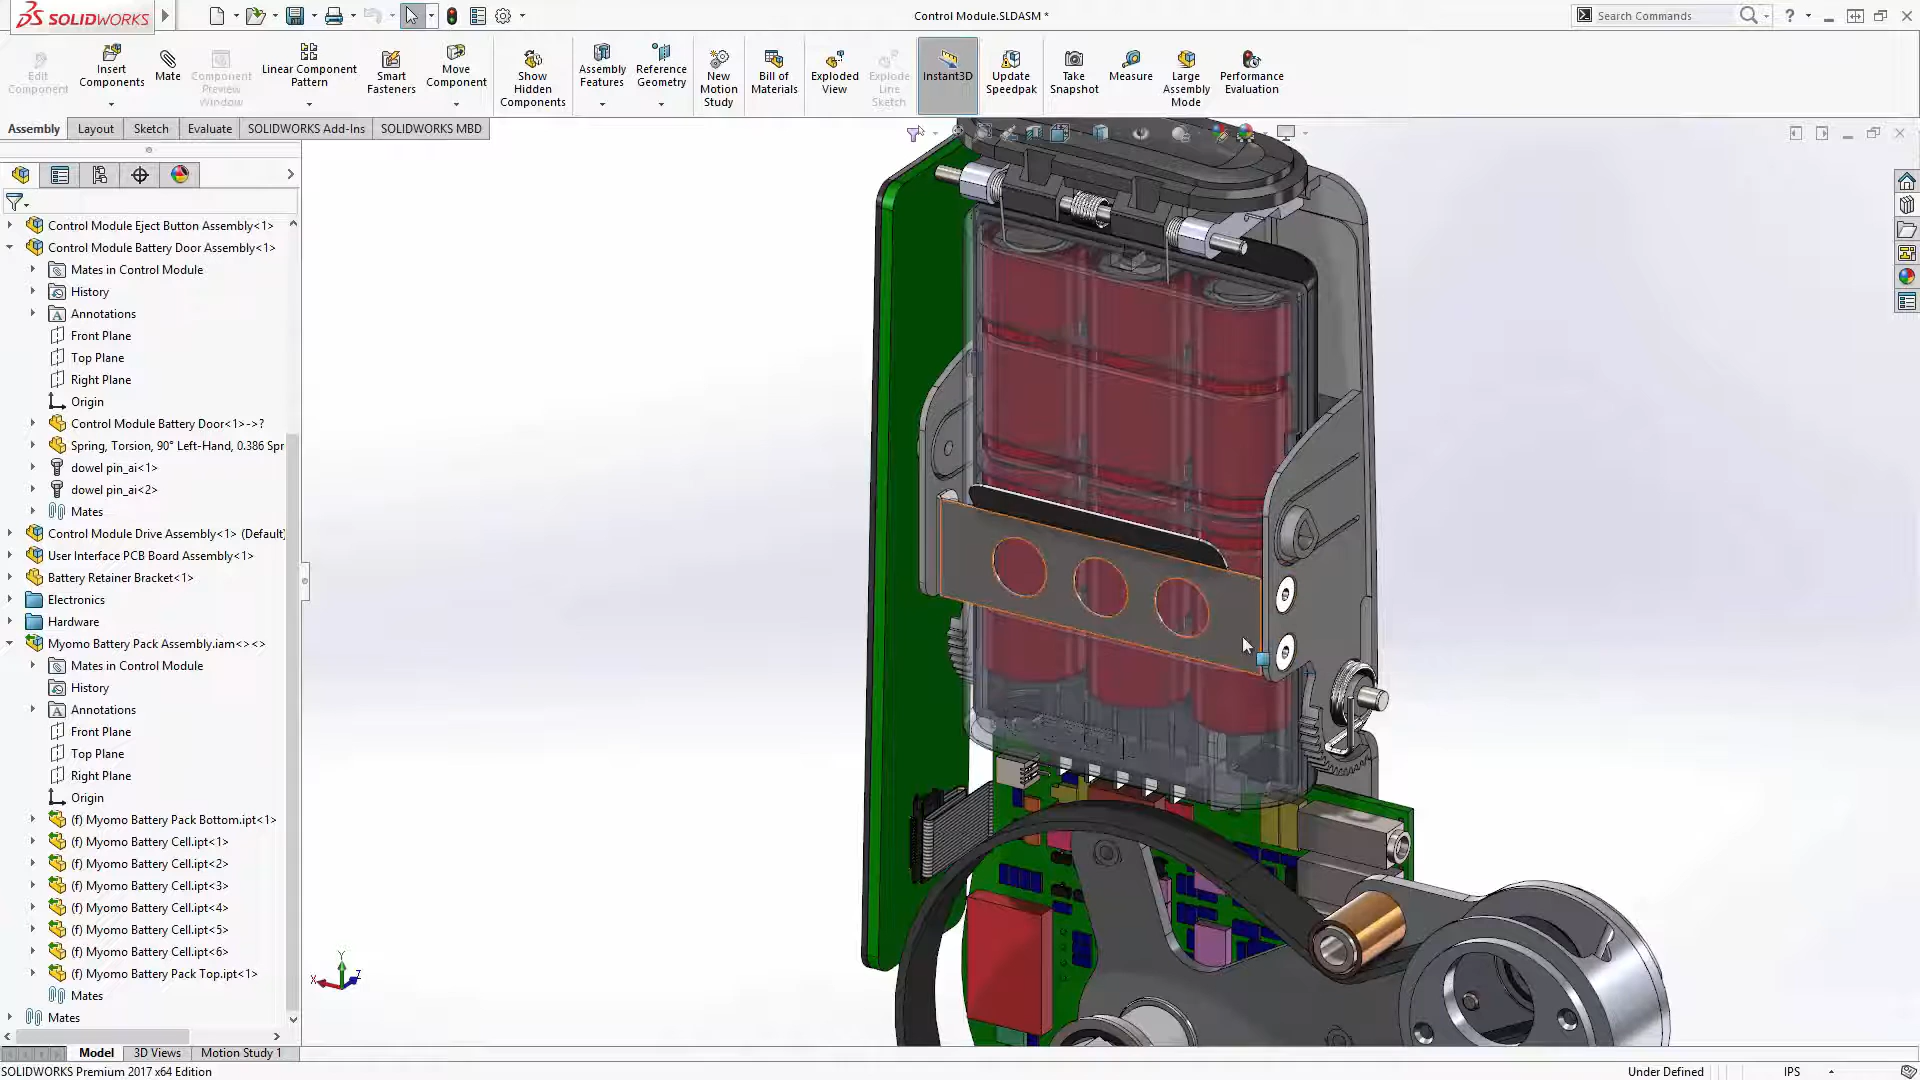 SOLIDWORKS
Control Module.SLDASM *
Search Commands
Edit Component
Insert Components
Mate
Component Preview Window
Linear Component Pattern
Smart Fasteners
Move Component
Show Hidden Components
Assembly Features
Reference Geometry
New Motion Study
Bill of Materials
Exploded View
Explode Line Sketch
Instant3D
Update Speedpak
Take Snapshot
Measure
Large Assembly Mode
Performance Evaluation
Assembly
Layout
Sketch
Evaluate
SOLIDWORKS Add-Ins
SOLIDWORKS MBD
Control Module Eject Button Assembly<1>
Control Module Battery Door Assembly<1>
Mates in Control Module
History
Annotations
Front Plane
Top Plane
Right Plane
Origin
Control Module Battery Door<1>->?
Spring, Torsion, 90° Left-Hand, 0.386 Spr
dowel pin_ai<1>
dowel pin_ai<2>
Mates
Control Module Drive Assembly<1> (Default)
User Interface PCB Board Assembly<1>
Battery Retainer Bracket<1>
Electronics
Hardware
Myomo Battery Pack Assembly.iam<><>
Mates in Control Module
History
Annotations
Front Plane
Top Plane
Right Plane
Origin
(f) Myomo Battery Pack Bottom.ipt<1>
(f) Myomo Battery Cell.ipt<1>
(f) Myomo Battery Cell.ipt<2>
(f) Myomo Battery Cell.ipt<3>
(f) Myomo Battery Cell.ipt<4>
(f) Myomo Battery Cell.ipt<5>
(f) Myomo Battery Cell.ipt<6>
(f) Myomo Battery Pack Top.ipt<1>
Mates
Mates
Y
X
Z
Model
3D Views
Motion Study 1
SOLIDWORKS Premium 2017 x64 Edition
Under Defined
IPS